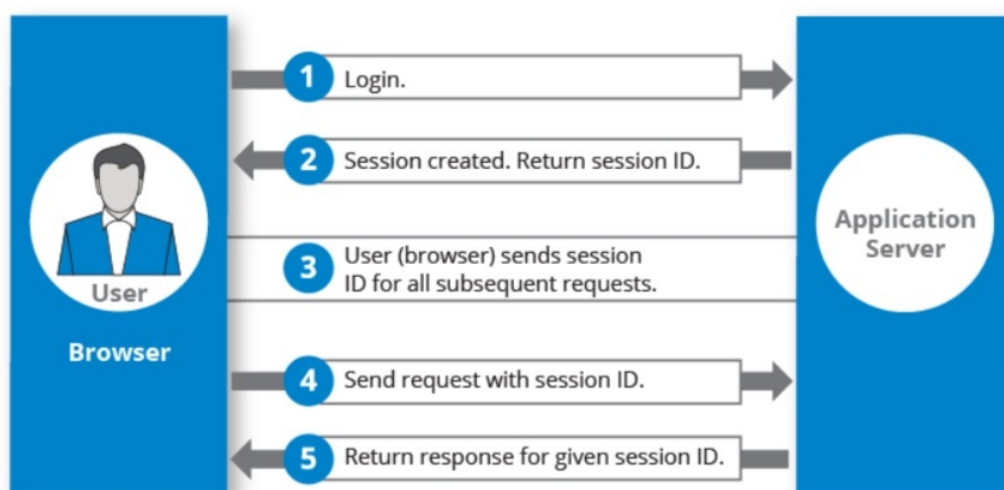 1
Login.
2
Session created. Return session ID.
User
Browser
3
User (browser) sends session
ID for all subsequent requests.
Application
Server
4
Send request with session ID.
5
Return response for given session ID.